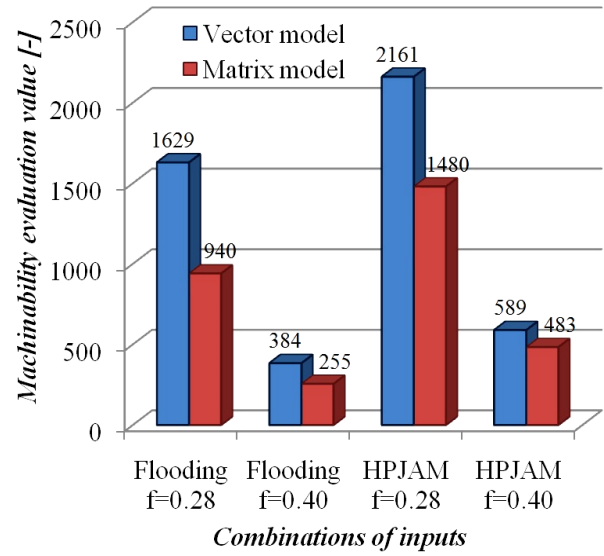 Machinability evaluation value [-]
2500
2000
1500
1000
500
0
Vector model
Matrix model
1629
940
384
255
2161
1480
589
483
Flooding
f=0.28
Flooding
f=0.40
HPJAM
f=0.28
HPJAM
f=0.40
Combinations of inputs